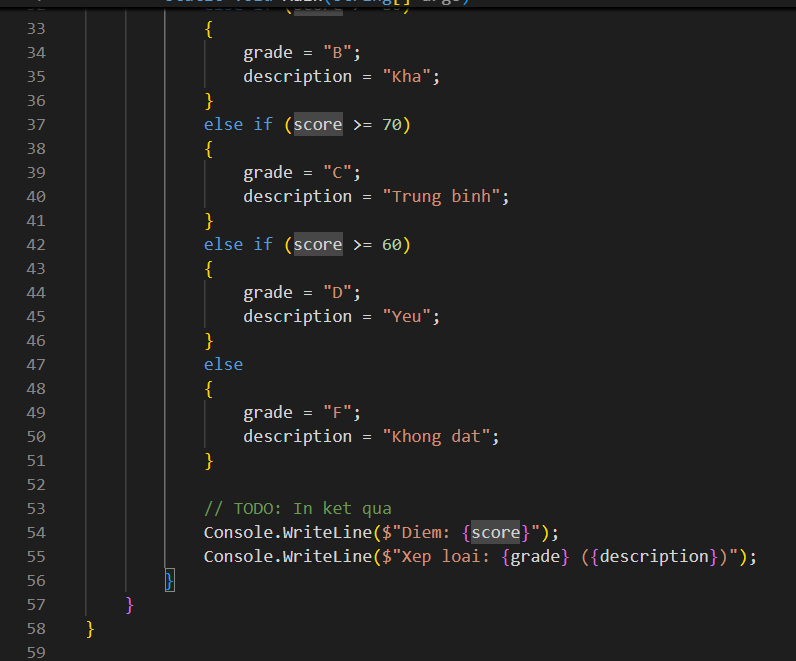 33 {
34 grade = "B";
35 description = "Kha";
36 }
37 else if (score >= 70)
38 {
39 grade = "C";
40 description = "Trung binh";
41 }
42 else if (score >= 60)
43 {
44 grade = "D";
45 description = "Yeu";
46 }
47 else
48 {
49 grade = "F";
50 description = "Khong dat";
51 }
52
53 // TODO: In ket qua
54 Console.WriteLine($"Diem: {score}");
55 Console.WriteLine($"Xep loai: {grade} ({description})");
56 }
57 }
58 }
59